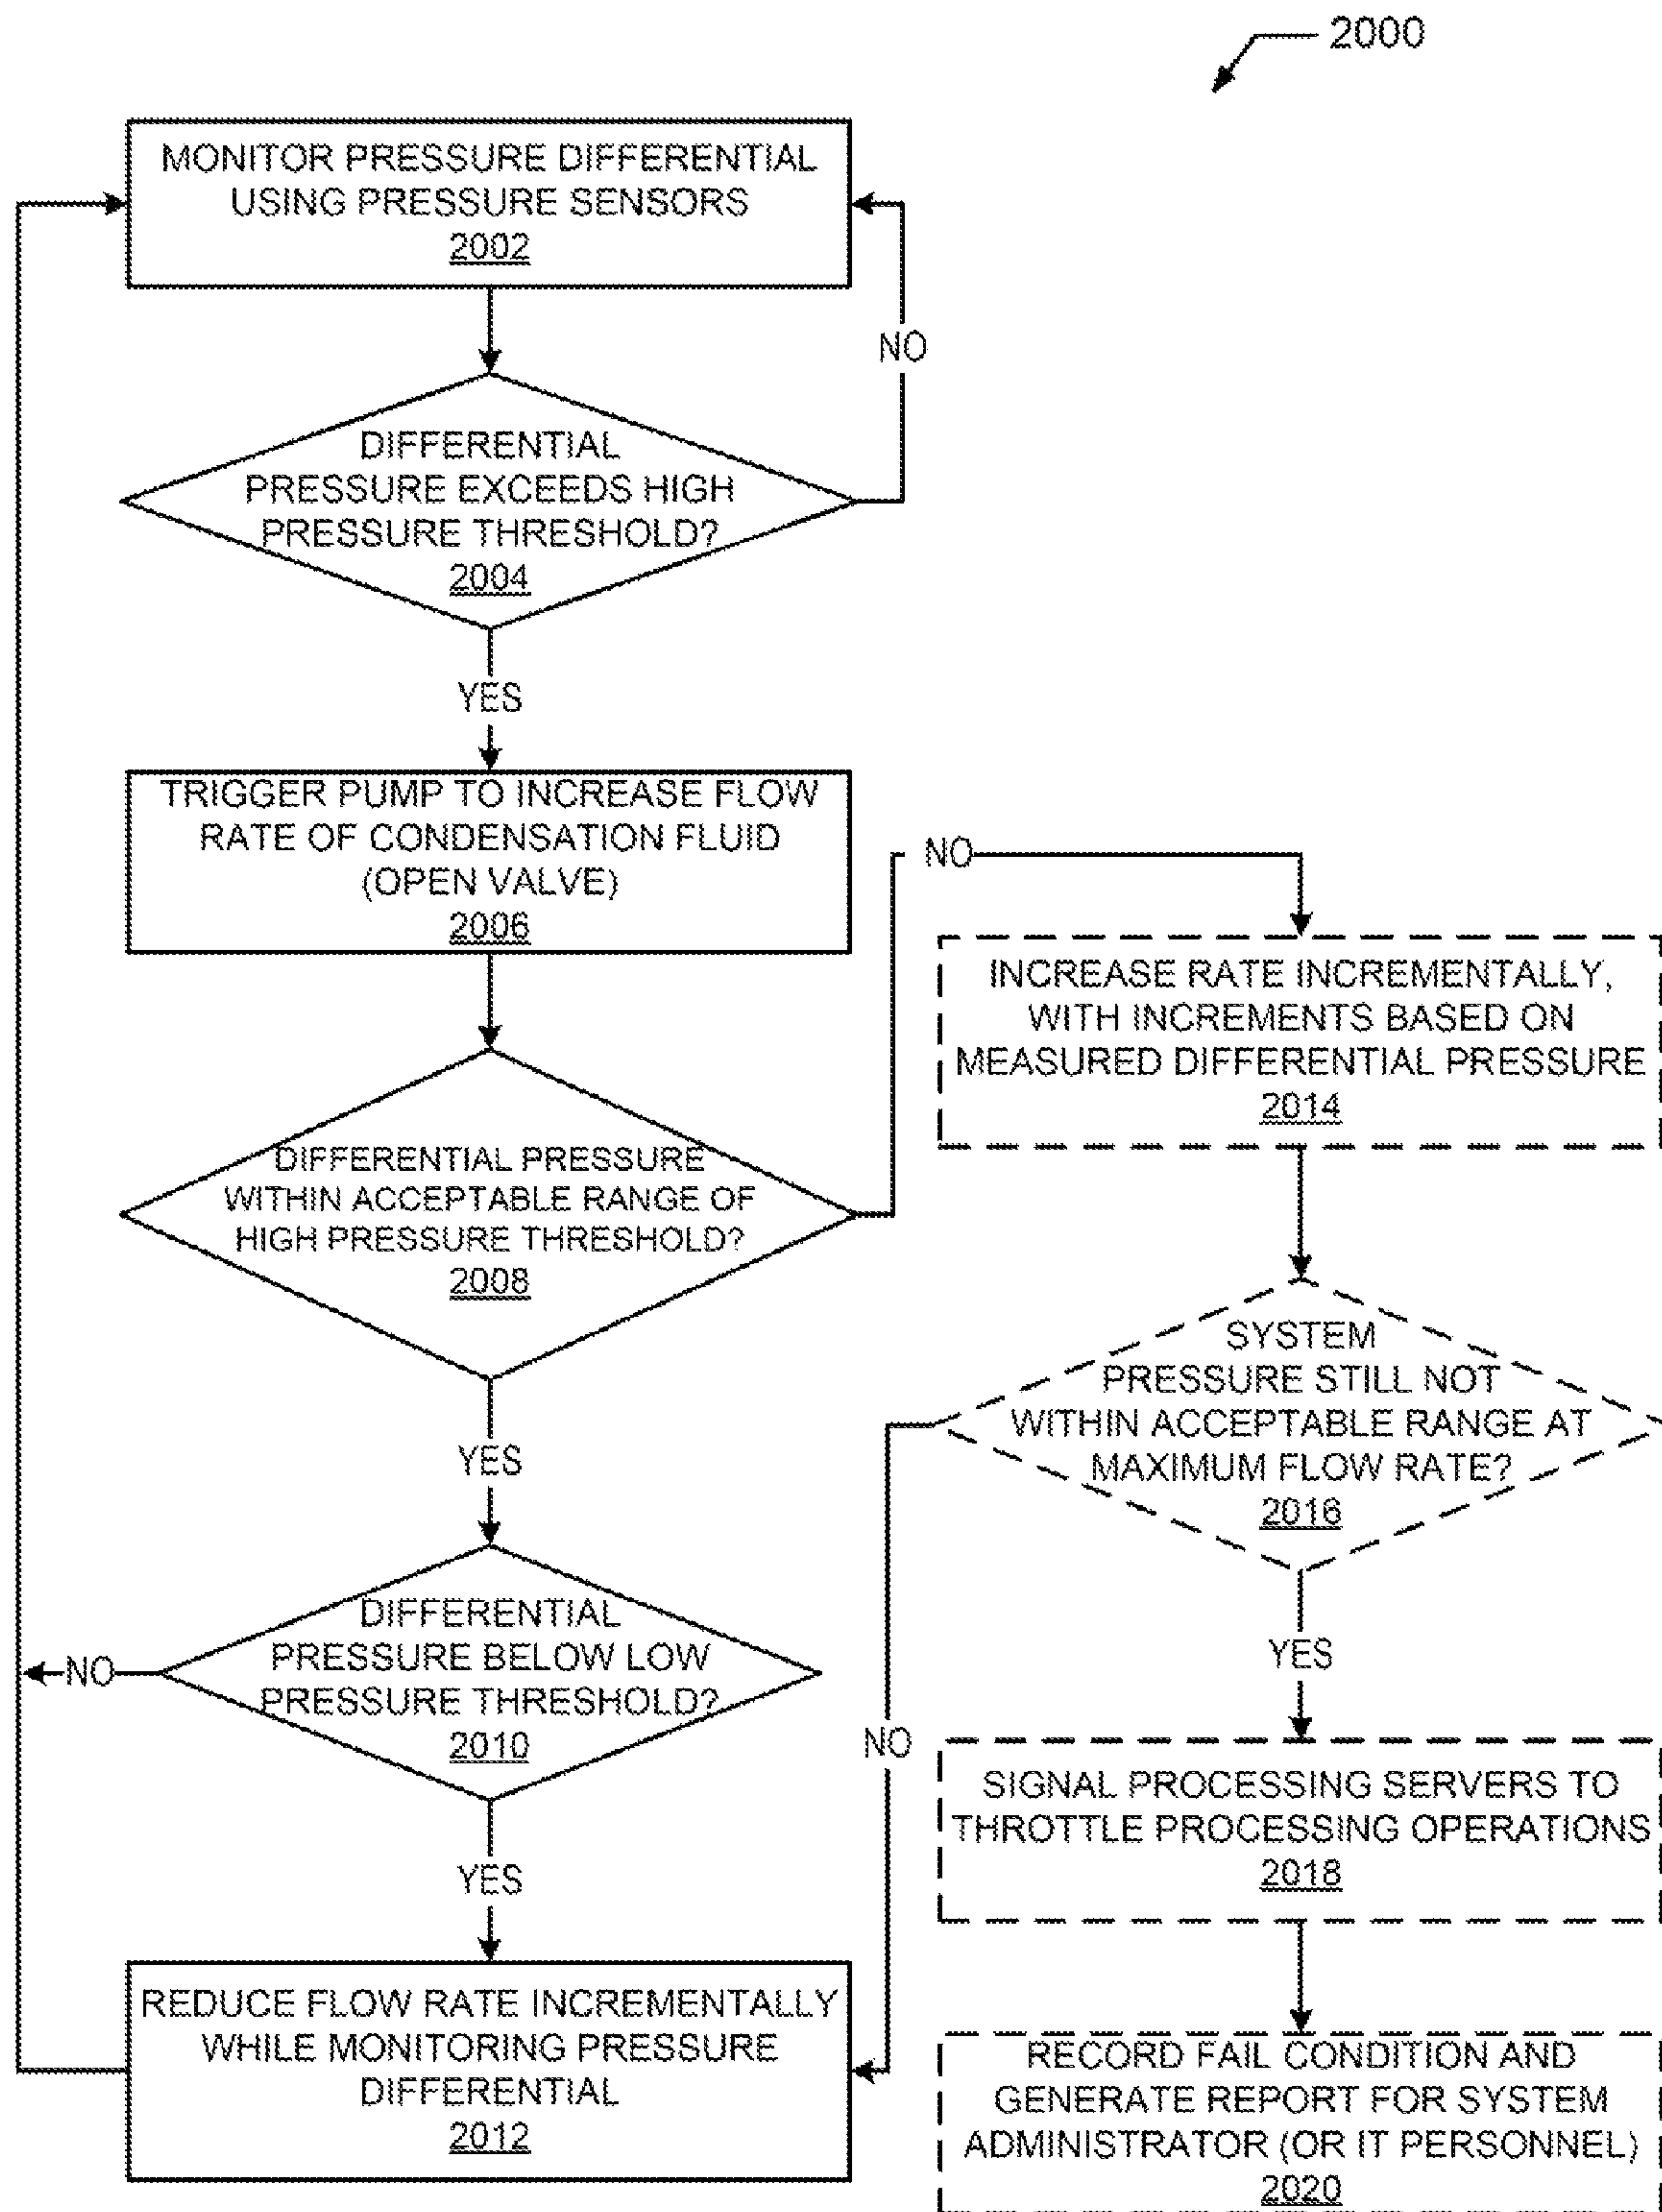 2000
MONITOR PRESSURE DIFFERENTIAL
USING PRESSURE SENSORS
2002
NO
DIFFERENTIAL
PRESSURE EXCEEDS HIGH
PRESSURE THRESHOLD?
2004
YES
TRIGGER PUMP TO INCREASE FLOW
RATE OF CONDENSATION FLUID
(OPEN VALVE)
2006
NO
DIFFERENTIAL PRESSURE
WITHIN ACCEPTABLE RANGE OF
HIGH PRESSURE THRESHOLD?
2008
YES
DIFFERENTIAL
PRESSURE BELOW LOW
PRESSURE THRESHOLD?
2010
NO
YES
REDUCE FLOW RATE INCREMENTALLY
WHILE MONITORING PRESSURE
DIFFERENTIAL
2012
INCREASE RATE INCREMENTALLY,
WITH INCREMENTS BASED ON
MEASURED DIFFERENTIAL PRESSURE
2014
SYSTEM
PRESSURE STILL NOT
WITHIN ACCEPTABLE RANGE AT
MAXIMUM FLOW RATE?
2016
NO
YES
SIGNAL PROCESSING SERVERS TO
THROTTLE PROCESSING OPERATIONS
2018
RECORD FAIL CONDITION AND
GENERATE REPORT FOR SYSTEM
ADMINISTRATOR (OR IT PERSONNEL)
2020